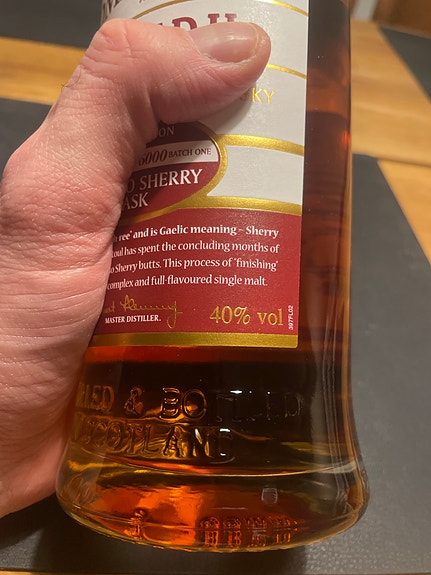 SKY
ON
6000 BATCH ONE
O SHERRY
ASK
ree' and is Gaelic meaning – Sherry
toul has spent the concluding months of
o Sherry butts. This process of 'finishing'
complex and full-flavoured single malt.
MASTER DISTILLER.
40% vol
LED & BOTTLED
SCOTLAND